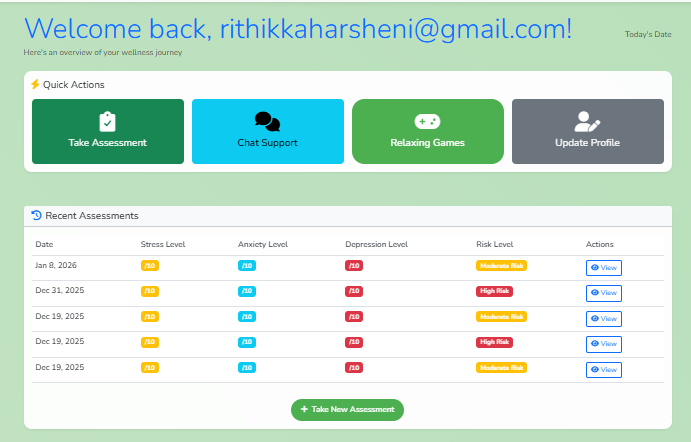 Welcome back, rithikkaharsheni@gmail.com!
Today's Date
Here's an overview of your wellness journey
Quick Actions
Take Assessment Chat Support Relaxing Games Update Profile
Recent Assessments
Date Stress Level Anxiety Level Depression Level Risk Level Actions
Jan 8, 2026 /10 /10 /10 Moderate Risk View
Dec 31, 2025 /10 /10 /10 High Risk View
Dec 19, 2025 /10 /10 /10 Moderate Risk View
Dec 19, 2025 /10 /10 /10 High Risk View
Dec 19, 2025 /10 /10 /10 Moderate Risk View
+ Take New Assessment